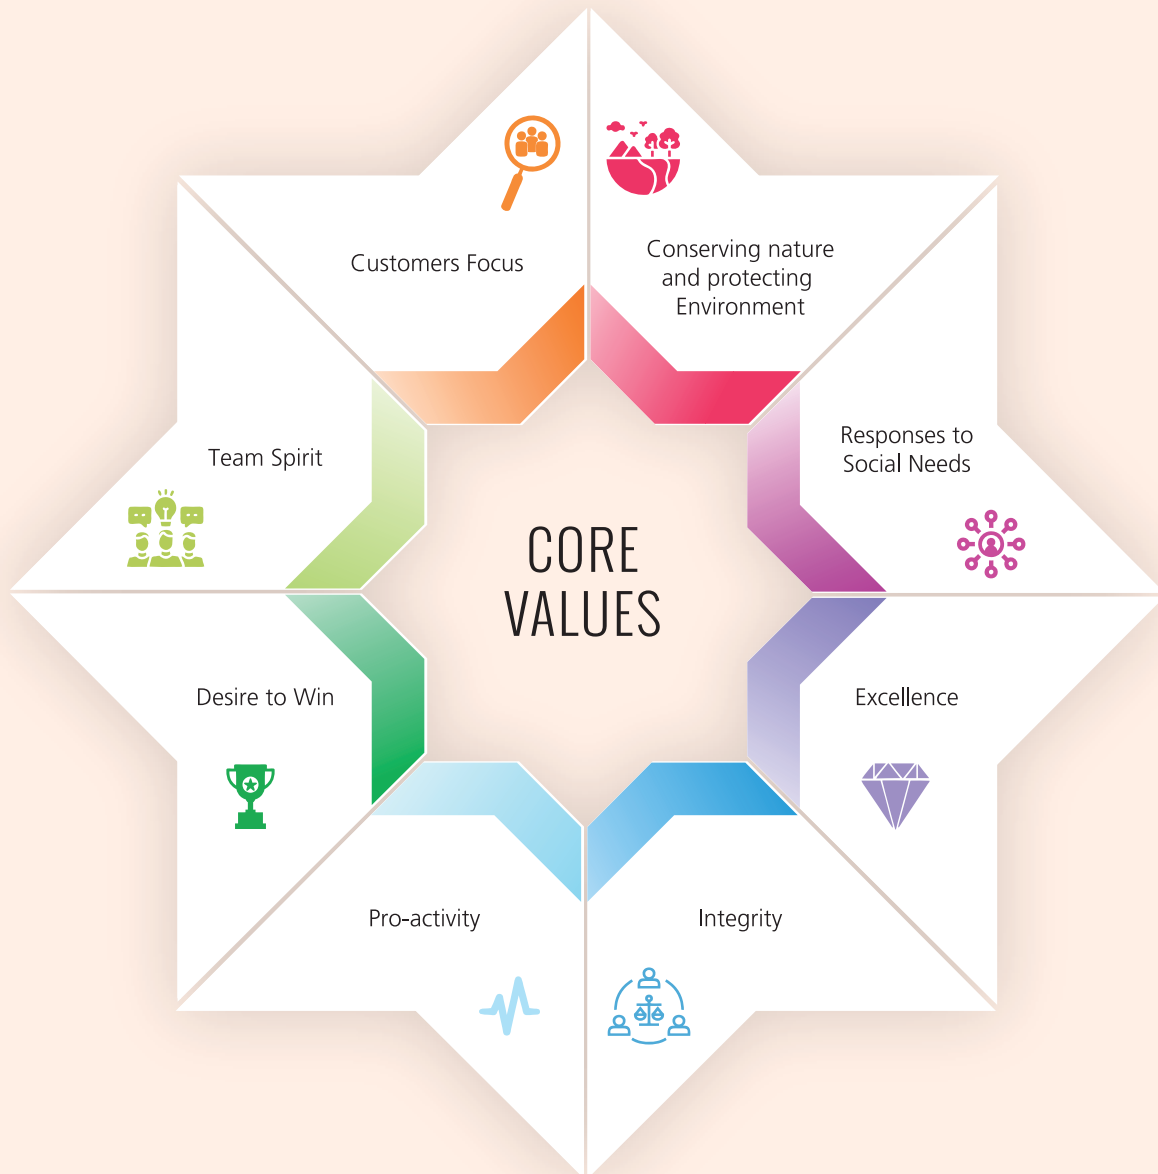 Customers Focus
Conserving nature
and protecting
Environment
Team Spirit
Responses to
Social Needs
CORE
VALUES
Desire to Win
Excellence
Pro-activity
Integrity